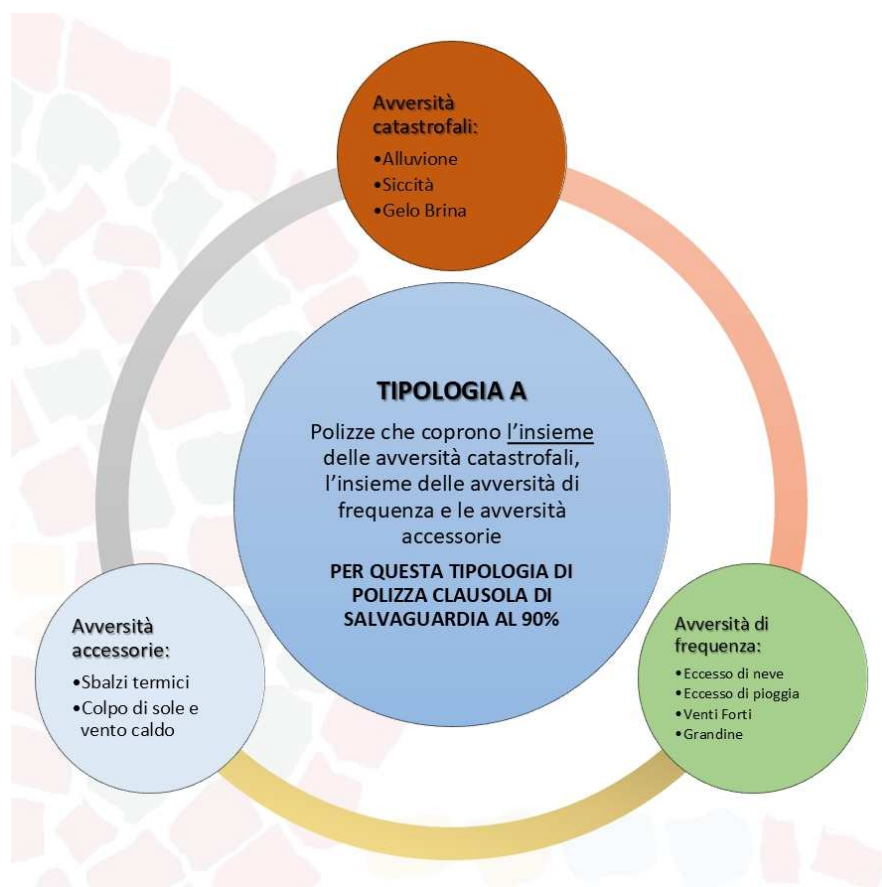 Avversità
catastrofali:
•Alluvione
•Siccità
•Gelo Brina
TIPOLOGIA A
Polizze che coprono l'insieme
delle avversità catastrofali,
l'insieme delle avversità di
frequenza e le avversità
accessorie
PER QUESTA TIPOLOGIA DI
POLIZZA CLAUSOLA DI
SALVAGUARDIA AL 90%
Avversità
accessorie:
•Sbalzi termici
•Colpo di sole e
vento caldo
Avversità di
frequenza:
•Eccesso di neve
•Eccesso di pioggia
•Venti Forti
•Grandine